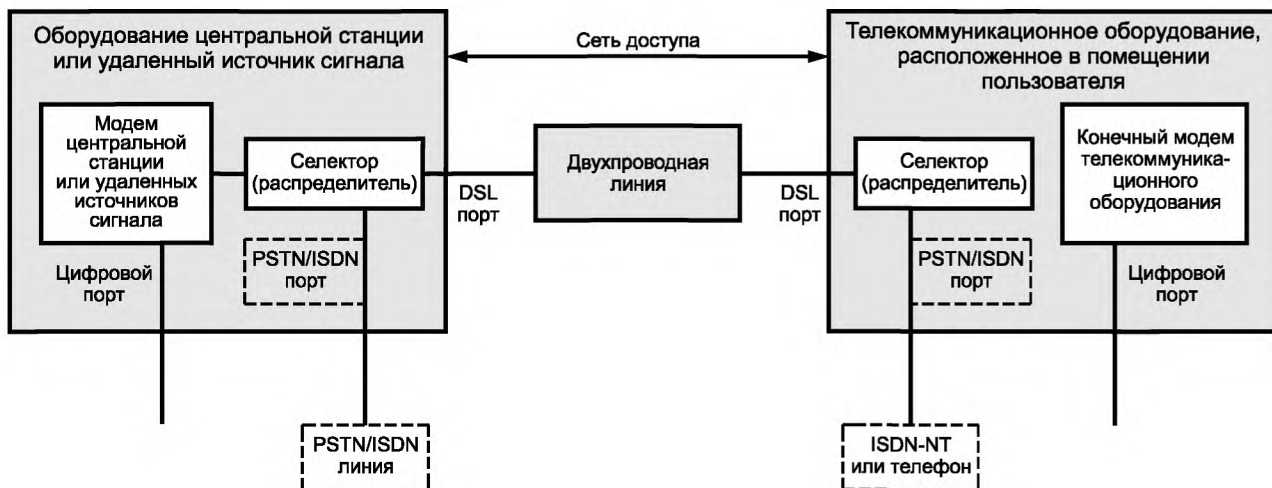 Оборудование центральной станции
или удаленный источник сигнала
Сеть доступа
Телекоммуникационное оборудование,
расположенное в помещении
пользователя
Модем
центральной
станции
или удаленных
источников
сигнала
Селектор
(распределитель)
DSL
порт
Двухпроводная
линия
DSL
порт
Селектор
(распределитель)
Конечный модем
телекоммуника-
ционного
оборудования
Цифровой
порт
PSTN/ISDN
порт
PSTN/ISDN
порт
Цифровой
порт
PSTN/ISDN
линия
ISDN-NT
или телефон